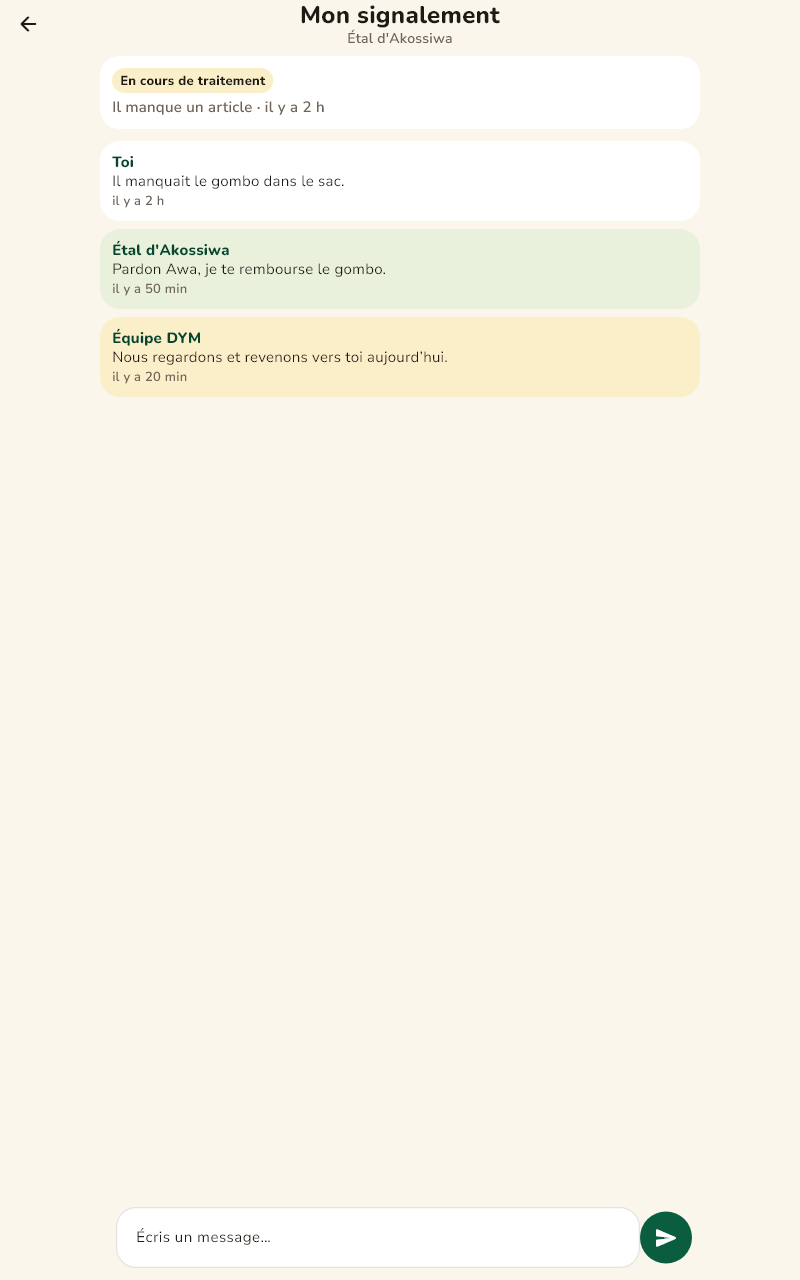 Mon signalement
Étal d'Akossiwa
En cours de traitement
Il manque un article · il y a 2 h
Toi
Il manquait le gombo dans le sac.
il y a 2 h
Étal d'Akossiwa
Pardon Awa, je te rembourse le gombo.
il y a 50 min
Équipe DYM
Nous regardons et revenons vers toi aujourd’hui.
il y a 20 min
Écris un message…